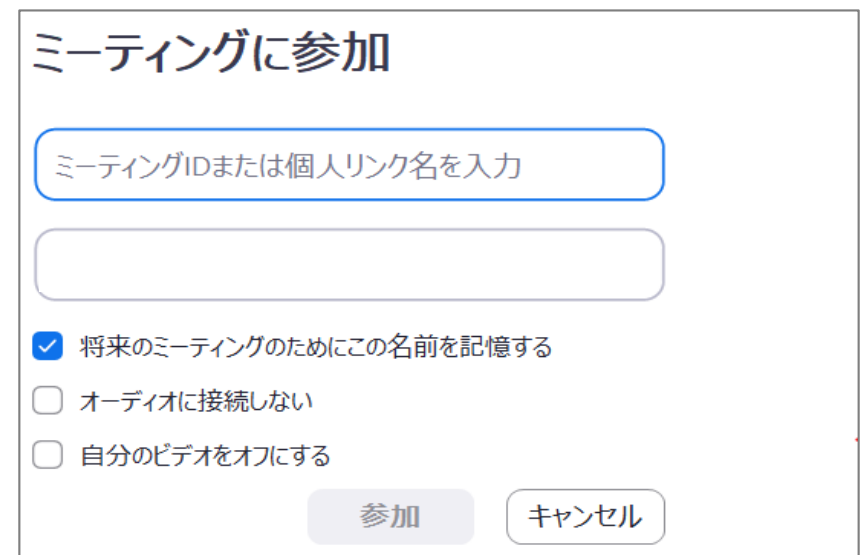 ミーティングに参加
ミーティングIDまたは個人リンク名を入力
将来のミーティングのためにこの名前を記憶する
オーディオに接続しない
自分のビデオをオフにする
参加
キャンセル